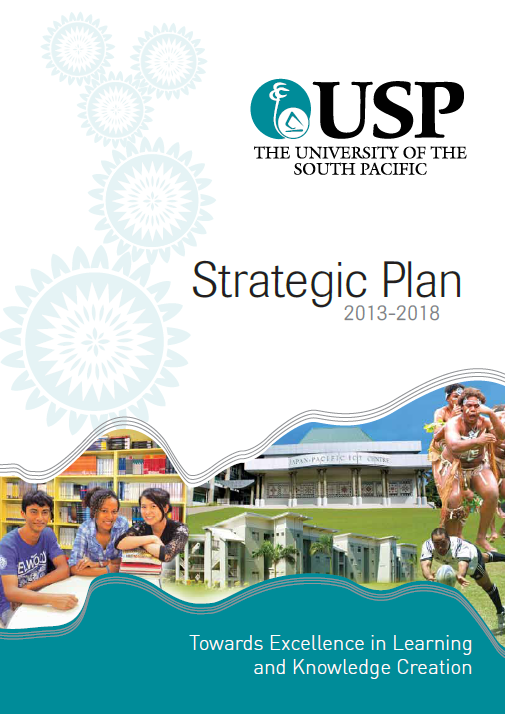 USP
THE UNIVERSITY OF THE
SOUTH PACIFIC
Strategic Plan
2013-2018
JAPAN-PACIFIC ICT CENTRE
Towards Excellence in Learning
and Knowledge Creation